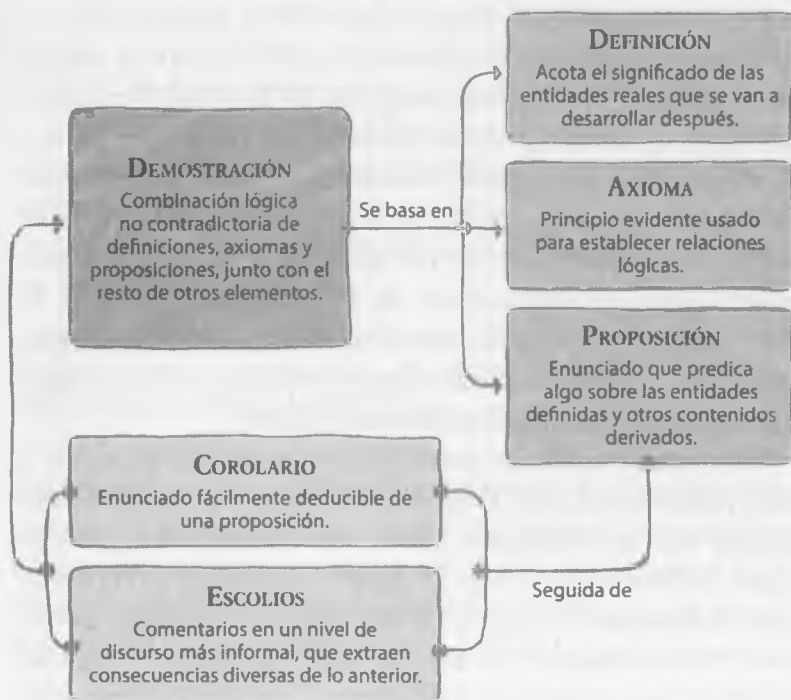 DEFINICIÓN
Acota el significado de las
entidades reales que se van a
desarrollar después.
DEMOSTRACIÓN
Combinación lógica
no contradictoria de
definiciones, axiomas y
proposiciones, junto con el
resto de otros elementos.
Se basa en
AXIOMA
Principio evidente usado
para establecer relaciones
lógicas.
PROPOSICIÓN
Enunciado que predica
algo sobre las entidades
definidas y otros contenidos
derivados.
COROLARIO
Enunciado fácilmente deducible de
una proposición.
Seguida de
ESCOLIOS
Comentarios en un nivel de
discurso más informal, que extraen
consecuencias diversas de lo anterior.